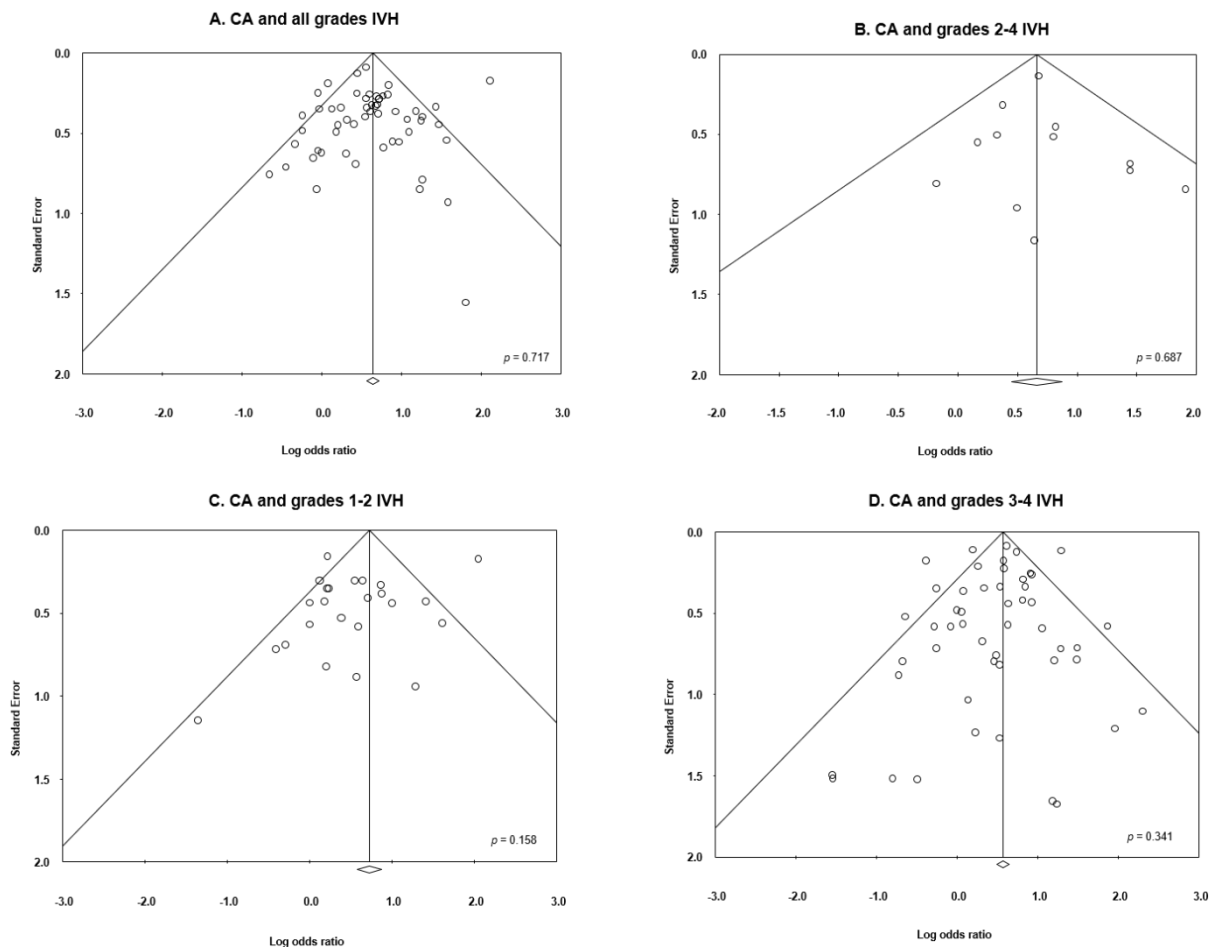 A. CA and all grades IVH
0.0
0.5
1.0
1.5
2.0
Standard Error
p = 0.717
-3.0 -2.0 -1.0 0.0 1.0 2.0 3.0
Log odds ratio
B. CA and grades 2-4 IVH
0.0
0.5
1.0
1.5
2.0
Standard Error
p = 0.687
-2.0 -1.5 -1.0 -0.5 0.0 0.5 1.0 1.5 2.0
Log odds ratio
C. CA and grades 1-2 IVH
0.0
0.5
1.0
1.5
2.0
Standard Error
p = 0.158
-3.0 -2.0 -1.0 0.0 1.0 2.0 3.0
Log odds ratio
D. CA and grades 3-4 IVH
0.0
0.5
1.0
1.5
2.0
Standard Error
p = 0.341
-3.0 -2.0 -1.0 0.0 1.0 2.0 3.0
Log odds ratio